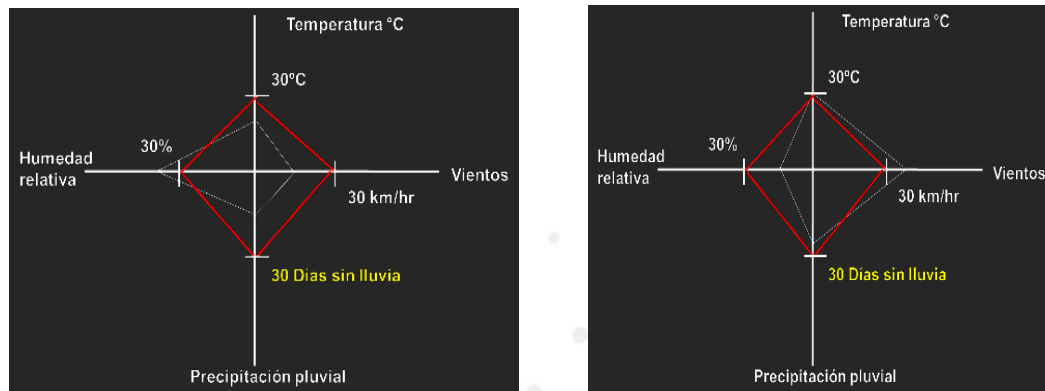 Temperatura °C
30ºC
30%
Humedad
relativa
Vientos
30 km/hr
30 Días sin lluvia
Precipitación pluvial
Temperatura °C
30ºC
30%
Humedad
relativa
Vientos
30 km/hr
30 Días sin lluvia
Precipitación pluvial